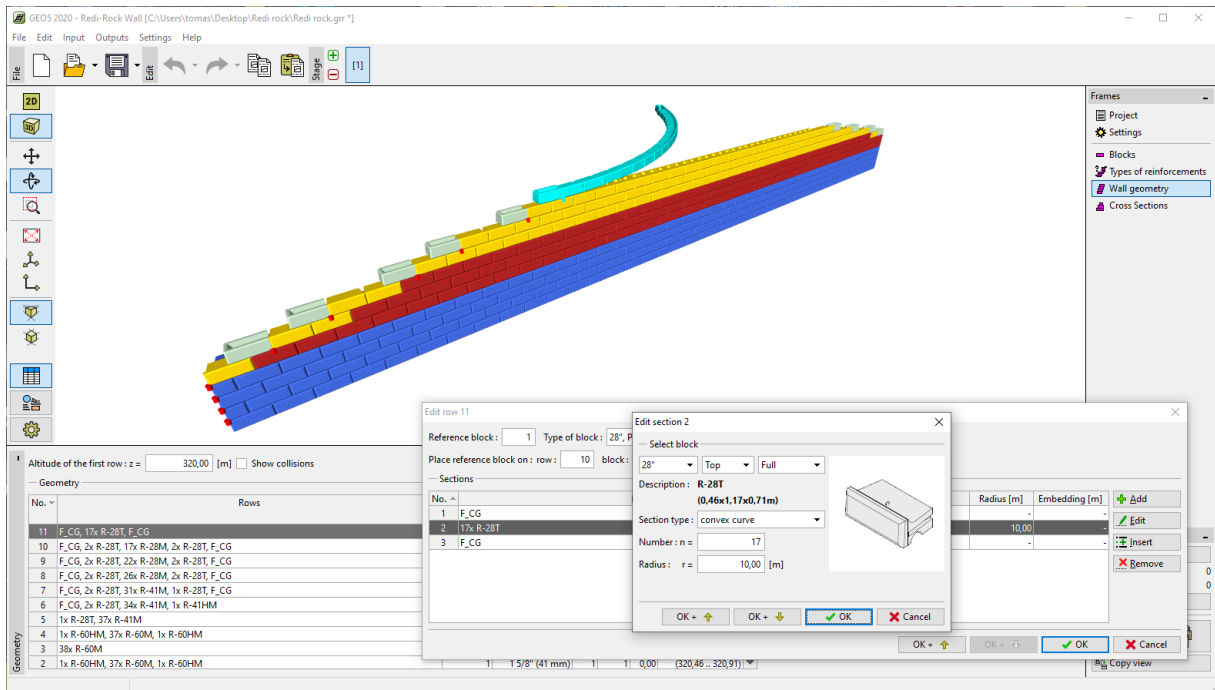 GEO5 2020 - Redi-Rock Wall [C:\Users\tomas\Desktop\Redi rock\Redi rock.grr *]
File Edit Input Outputs Settings Help
File
Edit
Stage
[1]
2D
3D
Frames
Project
Settings
Blocks
Types of reinforcements
Wall geometry
Cross Sections
Altitude of the first row : z = 320,00 [m] Show collisions
Geometry
No. Rows
11 F_CG, 17x R-28T, F_CG
10 F_CG, 2x R-28T, 17x R-28M, 2x R-28T, F_CG
9 F_CG, 2x R-28T, 22x R-28M, 2x R-28T, F_CG
8 F_CG, 2x R-28T, 26x R-28M, 2x R-28T, F_CG
7 F_CG, 2x R-28T, 31x R-41M, 1x R-28T, F_CG
6 F_CG, 2x R-28T, 34x R-41M, 1x R-41HM
5 1x R-28T, 37x R-41M
4 1x R-60HM, 37x R-60M, 1x R-60HM
3 38x R-60M
2 1x R-60HM, 37x R-60M, 1x R-60HM 1 1 5/8" (41 mm) 1 1 0,00 (320,46 .. 320,91)
Geometry
Edit row 11
Reference block : 1 Type of block : 28", P
Place reference block on : row : 10 block :
Sections
No. Radius [m] Embedding [m]
1 F_CG - -
2 17x R-28T 10,00 -
3 F_CG - -
Add
Edit
Insert
Remove
OK + OK + OK Cancel
Edit section 2
Select block
28" Top Full
Description : R-28T
(0,46x1,17x0,71m)
Section type : convex curve
Number : n = 17
Radius : r = 10,00 [m]
OK + OK + OK Cancel
0
0
Copy view